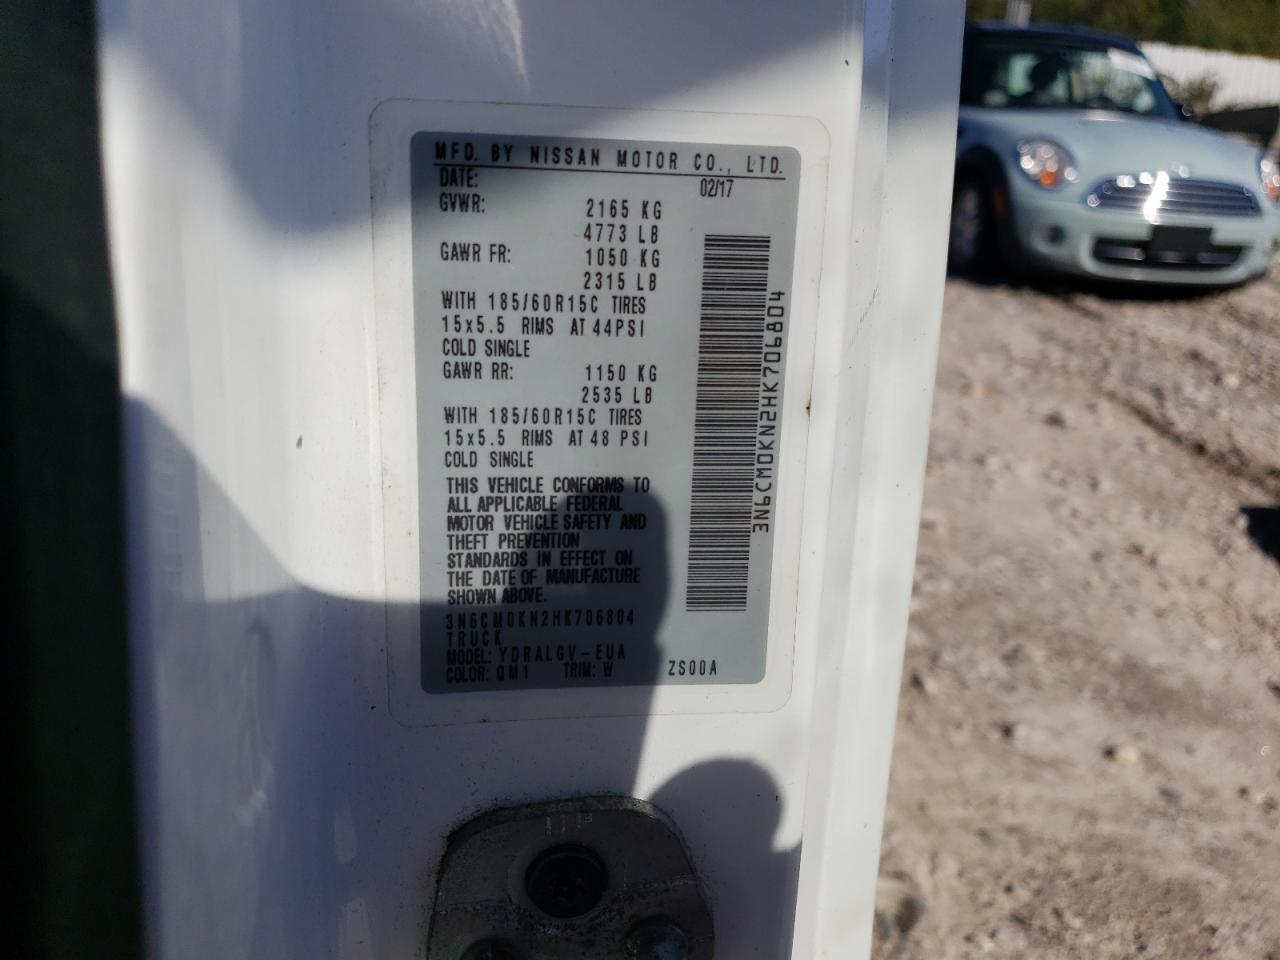 MFD. BY NISSAN MOTOR CO., LTD.
DATE: 02/17
GVWR: 2165 KG
4773 LB
GAWR FR: 1050 KG
2315 LB
WITH 185/60R15C TIRES
15x5.5 RIMS AT 44PSI
COLD SINGLE
GAWR RR: 1150 KG
2535 LB
WITH 185/60R15C TIRES
15x5.5 RIMS AT 48 PSI
COLD SINGLE
THIS VEHICLE CONFORMS TO
ALL APPLICABLE FEDERAL
MOTOR VEHICLE SAFETY AND
THEFT PREVENTION
STANDARDS IN EFFECT ON
THE DATE OF MANUFACTURE
SHOWN ABOVE.
3N6CM0KN2HK706804
TRUCK
MODEL: YDRALGV-EUA
COLOR: QM1 TRIM: W ZS00A
3N6CM0KN2HK706804